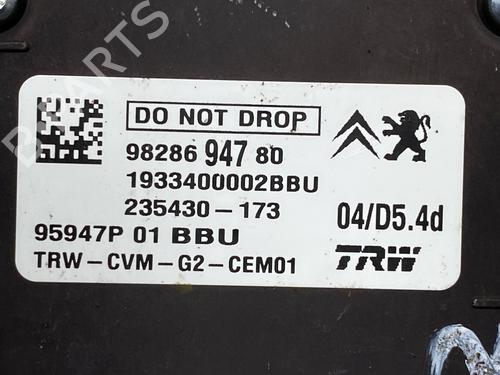 DO NOT DROP
98286 947 80
1933400002BBU
235430-173
04/D5.4d
95947P 01 BBU
TRW-CVM-G2-CEM01
TRW